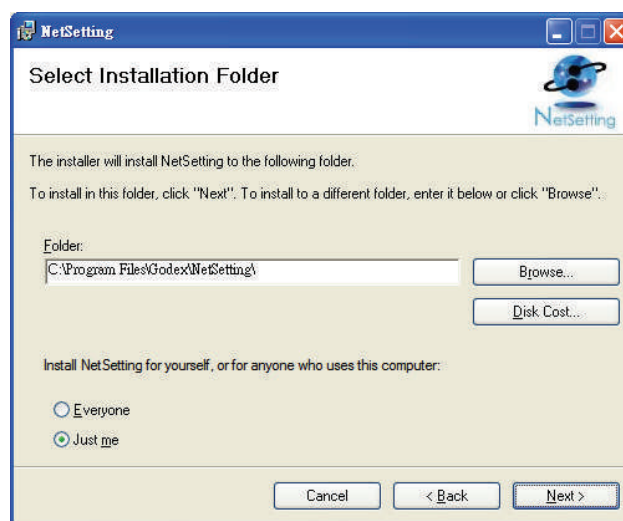 NetSetting
Select Installation Folder
NetSetting
The installer will install NetSetting to the following folder.
To install in this folder, click "Next". To install to a different folder, enter it below or click "Browse".
Folder:
C:\Program Files\Godex\NetSetting\
Browse...
Disk Cost...
Install NetSetting for yourself, or for anyone who uses this computer:
Everyone
Just me
Cancel
< Back
Next >